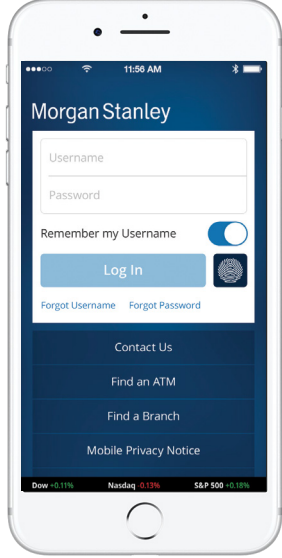 11:56 AM
Morgan Stanley
Username
Password
Remember my Username
Log In
Forgot Username Forgot Password
Contact Us
Find an ATM
Find a Branch
Mobile Privacy Notice
Dow +0.11% Nasdaq -0.13% S&P 500 +0.18%